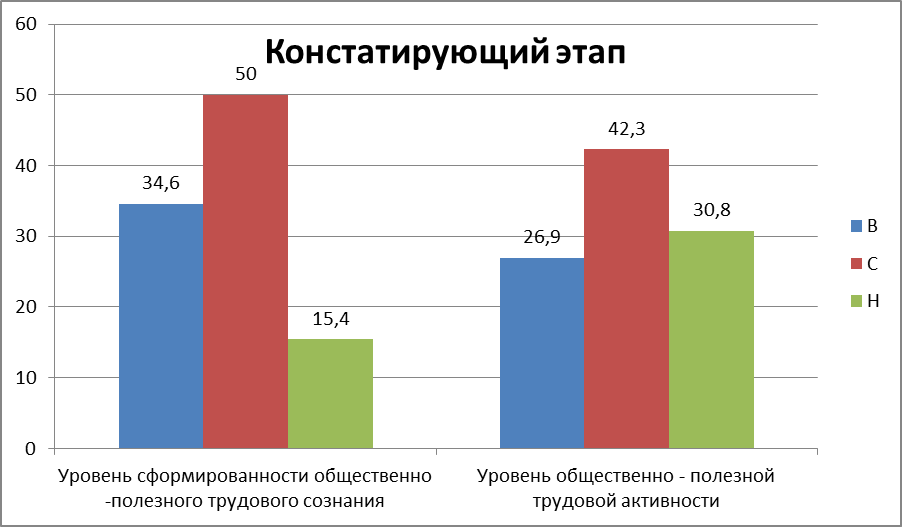 Констатирующий этап
60
50
40
30
20
10
0
34,6
50
15,4
26,9
42,3
30,8
Уровень сформированности общественно
-полезного трудового сознания
Уровень общественно - полезной
трудовой активности
В
С
Н